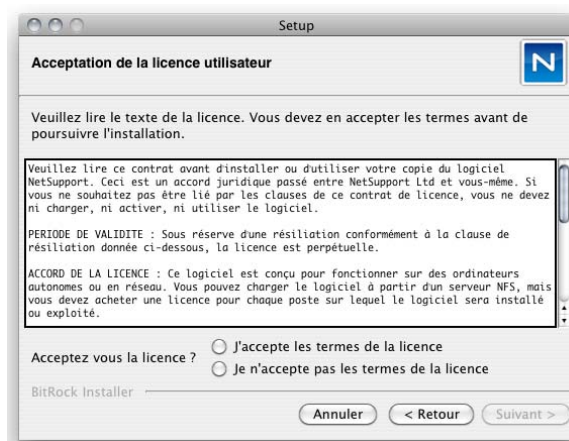 Setup
Acceptation de la licence utilisateur
N
Veuillez lire le texte de la licence. Vous devez en accepter les termes avant de
poursuivre l'installation.
Veuillez lire ce contrat avant d'installer ou d'utiliser votre copie du logiciel
NetSupport. Ceci est un accord juridique passé entre NetSupport Ltd et vous-même. Si
vous ne souhaitez pas être lié par les clauses de ce contrat de licence, vous ne devez
ni charger, ni activer, ni utiliser le logiciel.
PERIODE DE VALIDITE : Sous réserve d'une résiliation conformément à la clause de
résiliation donnée ci-dessous, la licence est perpétuelle.
ACCORD DE LA LICENCE : Ce logiciel est conçu pour fonctionner sur des ordinateurs
autonomes ou en réseau. Vous pouvez charger le logiciel à partir d'un serveur NFS, mais
vous devez acheter une licence pour chaque poste sur lequel le logiciel sera installé
ou exploité.
Acceptez vous la licence ?
J'accepte les termes de la licence
Je n'accepte pas les termes de la licence
BitRock Installer
Annuler
< Retour
Suivant >